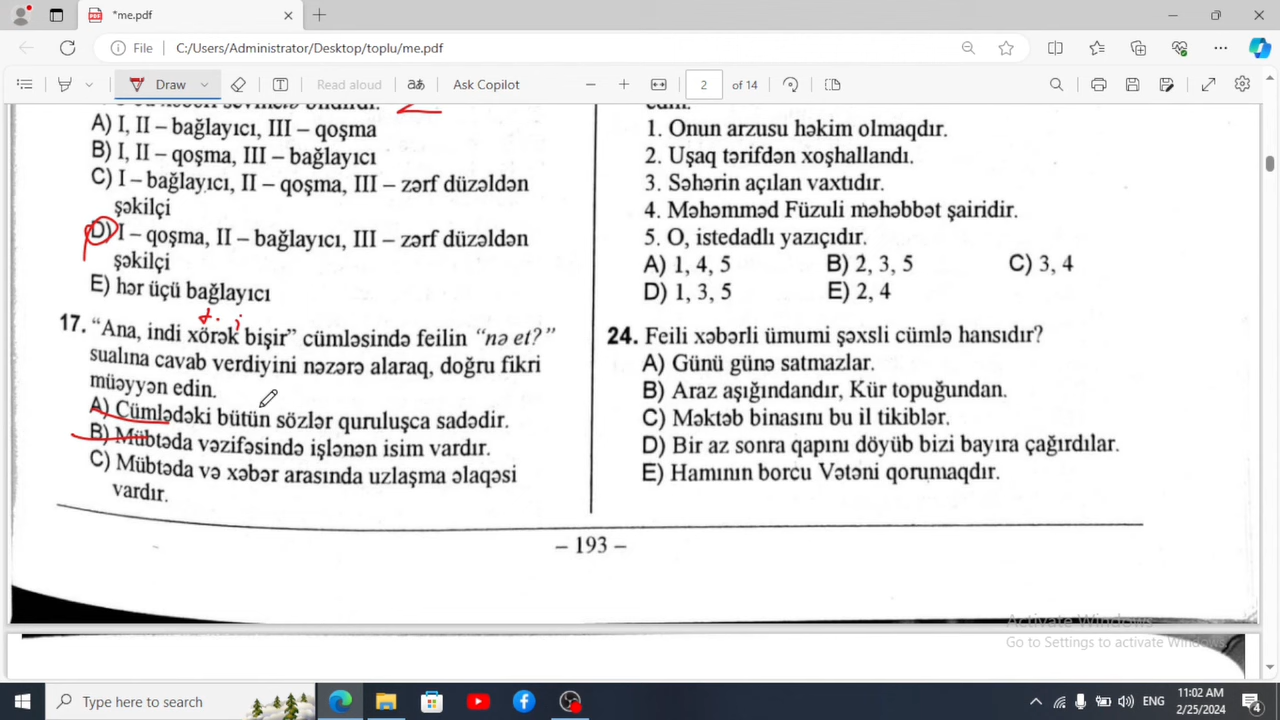 *me.pdf
File
C:/Users/Administrator/Desktop/toplu/me.pdf
Draw
Read aloud
Ask Copilot
2
of 14
A) I, II – bağlayıcı, III – qoşma
B) I, II – qoşma, III – bağlayıcı
C) I – bağlayıcı, II – qoşma, III – zərf düzəldən
şəkilçi
D) I – qoşma, II – bağlayıcı, III – zərf düzəldən
şəkilçi
E) hər üçü bağlayıcı
17. “Ana, indi xörək bişir” cümləsində feilin “nə et?”
sualına cavab verdiyini nəzərə alaraq, doğru fikri
müəyyən edin.
A) Cümlədəki bütün sözlər quruluşca sadədir.
B) Mübtəda vəzifəsində işlənən isim vardır.
C) Mübtəda və xəbər arasında uzlaşma əlaqəsi
vardır.
1. Onun arzusu həkim olmaqdır.
2. Uşaq tərifdən xoşhallandı.
3. Səhərin açılan vaxtıdır.
4. Məhəmməd Füzuli məhəbbət şairidir.
5. O, istedadlı yazıçıdır.
A) 1, 4, 5 B) 2, 3, 5 C) 3, 4
D) 1, 3, 5 E) 2, 4
24. Feili xəbərli ümumi şəxsli cümlə hansıdır?
A) Günü günə satmazlar.
B) Araz aşığındandır, Kür topuğundan.
C) Məktəb binasını bu il tikiblər.
D) Bir az sonra qapını döyüb bizi bayıra çağırdılar.
E) Hamının borcu Vətəni qorumaqdır.
– 193 –
Activate Windows
Go to Settings to activate Windows.
Type here to search
ENG
11:02 AM
2/25/2024
4